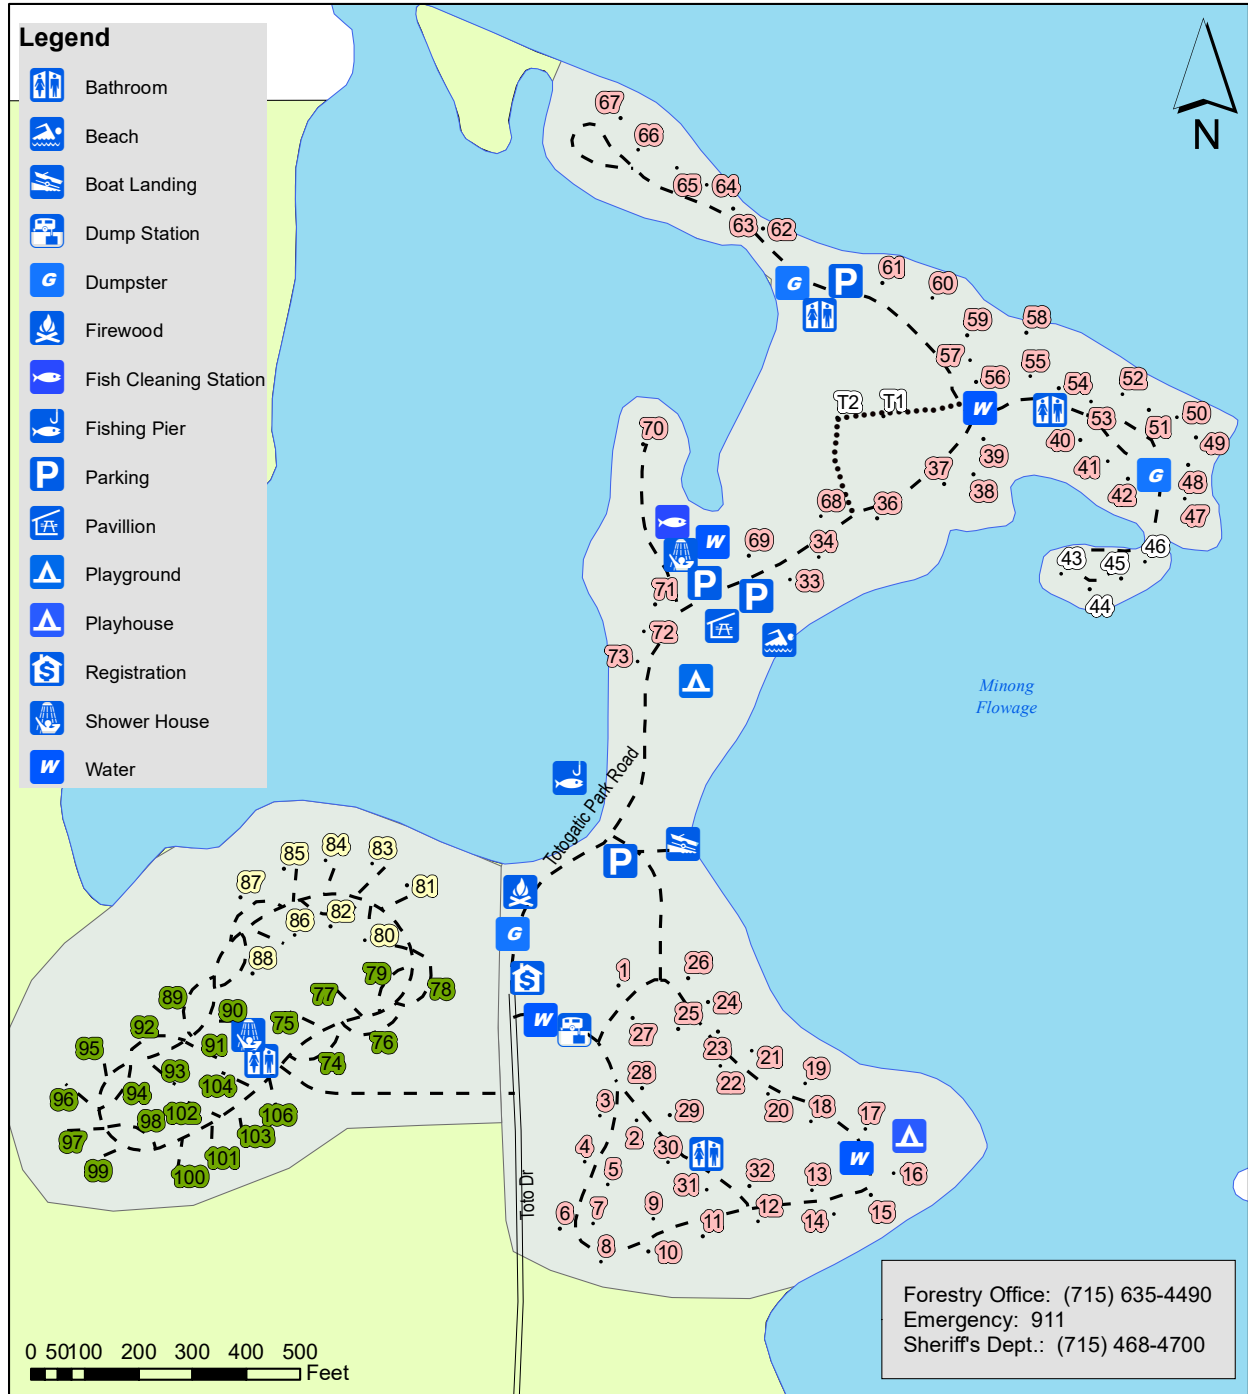 Legend
Bathroom
Beach
Boat Landing
Dump Station
G Dumpster
Firewood
Fish Cleaning Station
Fishing Pier
P Parking
Pavillion
Playground
Playhouse
$ Registration
Shower House
W Water
N
67
66
65 64
63 62
61
60
G P
59
58
57
55
56
54
52
T2 T1
W
53
51
50
49
40
39
37
41
42
G
48
38
47
70
68
36
W
69
34
46
43
45
44
P
71
P
33
72
73
Minong
Flowage
Totogatic Park Road
P
85
84
83
87
81
86
82
80
88
G
79
78
77
89
90
75
$
1
26
24
25
W
27
92
91
76
95
93
74
23
21
22
19
28
96
94
104
3
20
18
17
102
106
29
98
97
103
2
4
30
W
99
101
100
5
31
32
13
16
Toto Dr
6
7
9
12
14
15
11
8
10
Forestry Office: (715) 635-4490
Emergency: 911
Sheriff's Dept.: (715) 468-4700
0 50 100 200 300 400 500
Feet